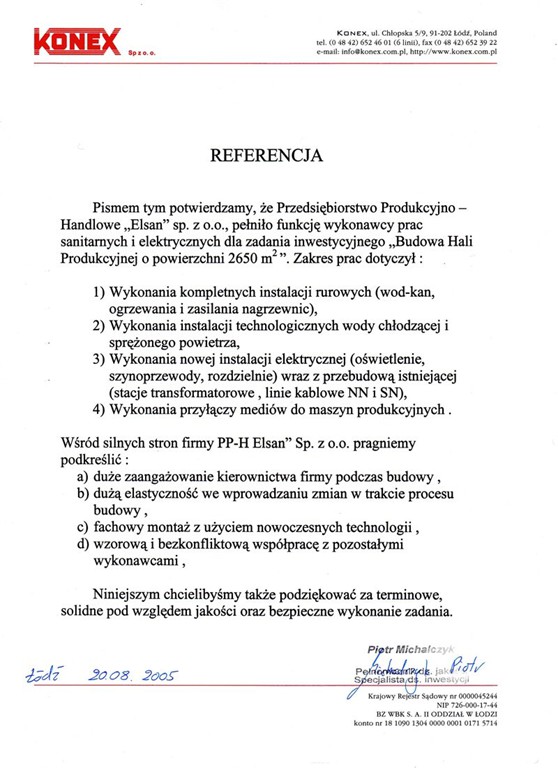 KONEX
Sp z o. o.
KONEX, ul. Chłopska 5/9, 91-202 Łódź, Poland
tel. (0 48 42) 652 46 01 (6 linii), fax (0 48 42) 652 39 22
e-mail: info@konex.com.pl, http://www.konex.com.pl
REFERENCJA
Pismem tym potwierdzamy, że Przedsiębiorstwo Produkcyjno –
Handlowe „Elsan” sp. z o.o., pełniło funkcję wykonawcy prac
sanitarnych i elektrycznych dla zadania inwestycyjnego „Budowa Hali
Produkcyjnej o powierzchni 2650 m² ”. Zakres prac dotyczył :
1) Wykonania kompletnych instalacji rurowych (wod-kan,
ogrzewania i zasilania nagrzewnic),
2) Wykonania instalacji technologicznych wody chłodzącej i
sprężonego powietrza,
3) Wykonania nowej instalacji elektrycznej (oświetlenie,
szynoprzewody, rozdzielnie) wraz z przebudową istniejącej
(stacje transformatorowe , linie kablowe NN i SN),
4) Wykonania przyłączy mediów do maszyn produkcyjnych .
Wśród silnych stron firmy PP-H Elsan” Sp. z o.o. pragniemy
podkreślić :
a) duże zaangażowanie kierownictwa firmy podczas budowy ,
b) dużą elastyczność we wprowadzaniu zmian w trakcie procesu
budowy ,
c) fachowy montaż z użyciem nowoczesnych technologii ,
d) wzorową i bezkonfliktową współpracę z pozostałymi
wykonawcami ,
Niniejszym chcielibyśmy także podziękować za terminowe,
solidne pod względem jakości oraz bezpieczne wykonanie zadania.
Piotr Michalczyk
Pełnomocnik ds. jak
Specjalista ds. inwestycji
Piotr
Łódź 20.08. 2005
Krajowy Rejestr Sądowy nr 0000045244
NIP 726-000-17-44
BZ WBK S. A. II ODDZIAŁ W ŁODZI
konto nr 18 1090 1304 0000 0001 0171 5714